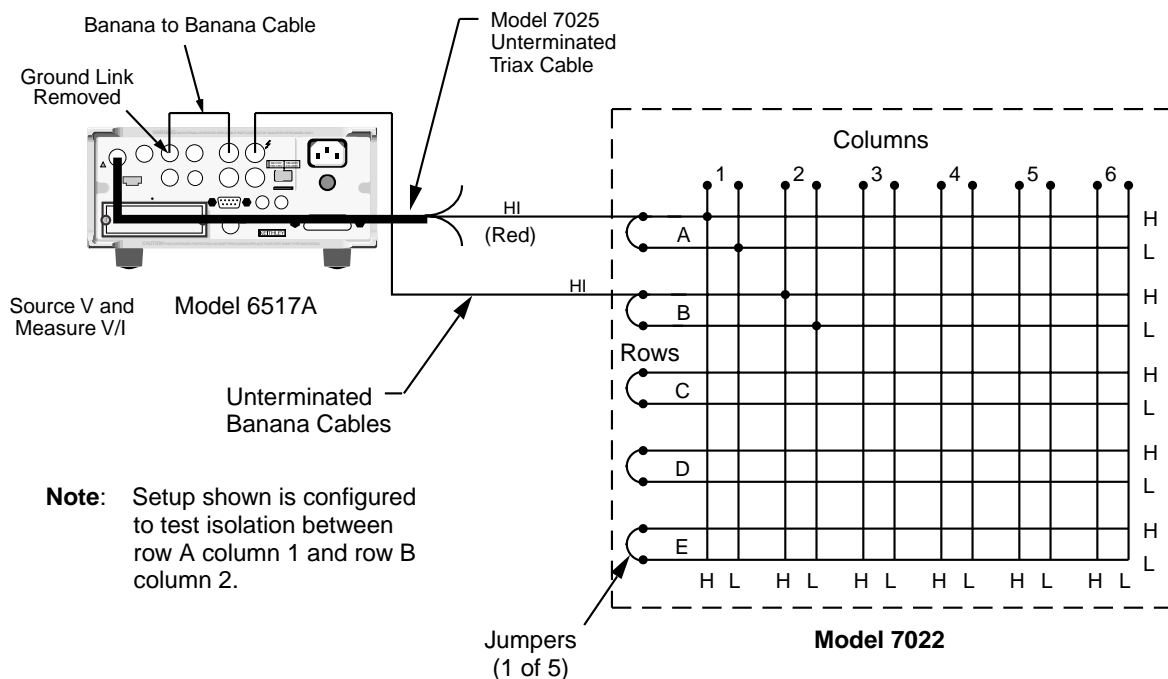 Banana to Banana Cable
Ground Link
Removed
Model 7025
Unterminated
Triax Cable
Source V and
Measure V/I
Model 6517A
HI
(Red)
HI
Unterminated
Banana Cables
Note: Setup shown is configured
to test isolation between
row A column 1 and row B
column 2.
Columns
1 2 3 4 5 6
A
H
L
B
H
L
Rows
C
H
L
D
H
L
E
H
L
H L H L H L H L H L H L
Jumpers
(1 of 5)
Model 7022